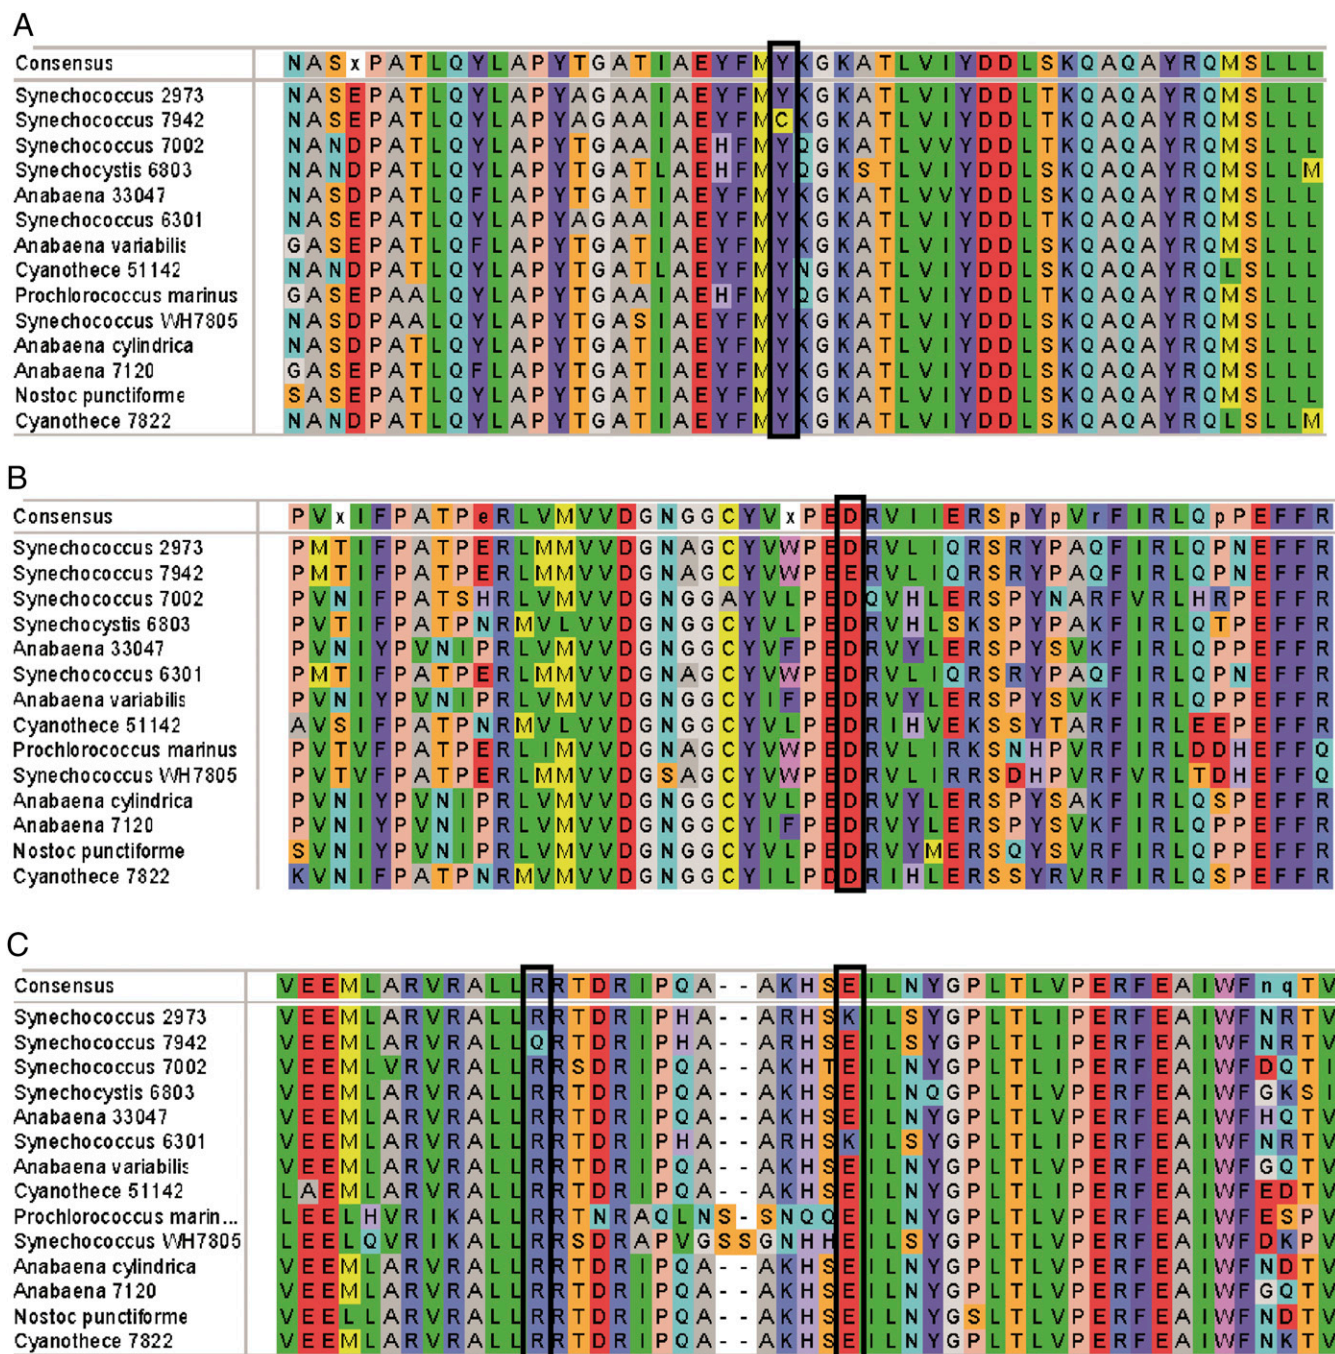 A
Consensus NASxPATLQYLAPYTGATIAEYFMYKGKATLVIYDDLSKQAQAYRQMSLLL
Synechococcus 2973 NASEPATLQYLAPYAGAAIAEYFMYKGKATLVIYDDLTKQAQAYRQMSLLL
Synechococcus 7942 NASEPATLQYLAPYAGAAIAEYFMCKGKATLVIYDDLTKQAQAYRQMSLLL
Synechococcus 7002 NANDPATLQYLAPYTGAAIAEHFMYQGKATLVVYDDLTKQAQAYRQMSLLL
Synechocystis 6803 NANDPATLQYLAPYTGATLAEHFMYQGKSTLVIYDDLTKQAQAYRQMSLLM
Anabaena 33047 NASDPATLQFLAPYTGATIAEYFMYKGKATLVVYDDLSKQAQAYRQMSLLL
Synechococcus 6301 NASEPATLQYLAPYAGAAIAEYFMYKGKATLVIYDDLTKQAQAYRQMSLLL
Anabaena variabilis GASEPATLQFLAPYTGATIAEYFMYKGKATLVIYDDLSKQAQAYRQMSLLL
Cyanothece 51142 NANDPATLQYLAPYTGATLAEYFMYNGKATLVIYDDLSKQAQAYRQLSLLL
Prochlorococcus marinus GASEPAALQYLAPYTGAAIAEHFMYQGKATLVIYDDLTKQAQAYRQMSLLL
Synechococcus WH7805 NASDPAALQYLAPYTGASIAEYFMYKGKATLVIYDDLSKQAQAYRQMSLLL
Anabaena cylindrica NASDPATLQYLAPYTGATIAEYFMYKGKATLVIYDDLSKQAQAYRQMSLLL
Anabaena 7120 GASEPATLQFLAPYTGATIAEYFMYKGKATLVIYDDLSKQAQAYRQMSLLL
Nostoc punctiforme SASEPATLQYLAPYTGATIAEYFMYKGKATLVIYDDLSKQAQAYRQMSLLL
Cyanothece 7822 NANDPATLQYLAPYTGATIAEYFMYKGKATLVIYDDLSKQAQAYRQLSLLM
B
Consensus PVxIFPATPeRLVMVVDGNGGCYVxPEDRVIIERSpYpVrFIRLQpPEFFR
Synechococcus 2973 PMTIFPATPERLMMVVDGNAGCYVWPEDRVLIQRSRYPAQFIRLQPNEFFR
Synechococcus 7942 PMTIFPATPERLMMVVDGNAGCYVWPEERVLIQRSRYPAQFIRLQPNEFFR
Synechococcus 7002 PVNIFPATSHRLVMVVDGNGGAYVLPEDQVHLERSPYNARFVRLHRPEFFR
Synechocystis 6803 PVTIFPATPNRMVLVVDGNGGCYVLPEDRVHLSKSPYPAKFIRLQTPEFFR
Anabaena 33047 PVNIYPVNIPRLVMVVDGNGGCYVFPEDRVYLERSPYSVKFIRLQPPEFFR
Synechococcus 6301 PMTIFPATPERLMMVVDGNAGCYVWPEDRVLIQRSRYPAQFIRLQPNEFFR
Anabaena variabilis PVNIYPVNIPRLVMVVDGNGGCYIFPEDRVYLERSPYSVKFIRLQPPEFFR
Cyanothece 51142 AVSIFPATPNRMVLVVDGNGGCYVLPEDRIHVEKSSYTARFIRLEEPEFFR
Prochlorococcus marinus PVTVFPATPERLIMVVDGNAGCYVWPEDRVLIRKSNHPVRFIRLDDHEFFQ
Synechococcus WH7805 PVTVFPATPERLMMVVDGSAGCYVWPEDRVLIRRSDHPVRFVRLTDHEFFQ
Anabaena cylindrica PVNIYPVNIPRLVMVVDGNGGCYVLPEDRVYLERSPYSAKFIRLQSPEFFR
Anabaena 7120 PVNIYPVNIPRLVMVVDGNGGCYIFPEDRVYLERSPYSVKFIRLQPPEFFR
Nostoc punctiforme SVNIYPVNIPRLVMVVDGNGGCYVLPEDRVYMERSQYSVRFIRLQPPEFFR
Cyanothece 7822 KVNIFPATPNRMVMVVDGNGGCYILPDDRIHLERSSYRVRFIRLQSPEFFR
C
Consensus VEEMLARVRALLRRTDRIPQA--AKHSEILNYGPLTLVPERFEAIWFnqTV
Synechococcus 2973 VEEMLARVRALLRRTDRIPHA--ARHSKILSYGPLTLIPERFEAIWFNRTV
Synechococcus 7942 VEEMLARVRALLQRTDRIPHA--ARHSEILSYGPLTLIPERFEAIWFNRTV
Synechococcus 7002 VEEMLVRVRALLRRSDRIPQA--AKHTEILNYGPLTLVPERFEAIWFDQTI
Synechocystis 6803 VEEMLARVRALLRRTDRIPQA--AKHSEILNQGPLTLVPERFEAIWFGKSI
Anabaena 33047 VEEMLARVRALLRRTDRIPQA--AKHSEILNYGPLTLVPERFEAIWFHQTV
Synechococcus 6301 VEEMLARVRALLRRTDRIPHA--ARHSKILSYGPLTLIPERFEAIWFNRTV
Anabaena variabilis VEEMLARVRALLRRTDRIPQA--AKHSEILNYGPLTLVPERFEAIWFGQTV
Cyanothece 51142 LAEMLARVRALLRRTDRIPQA--AKHSEILNYGPLTLIPERFEAIWFEDTV
Prochlorococcus marin... LEELHVRIKALLRRTNRAQLNSS-SNQQEILNYGPLTLVPERFEAIWFESPV
Synechococcus WH7805 LEELQVRIKALLRRSDRAPVGSSGNHHEILSYGPLTLVPERFEAIWFDKPV
Anabaena cylindrica VEEMLARVRALLRRTDRIPQA--AKHSEILNYGPLTLVPERFEAIWFNDTV
Anabaena 7120 VEEMLARVRALLRRTDRIPQA--AKHSEILNYGPLTLVPERFEAIWFGQTV
Nostoc punctiforme VEELLARVRALLRRTDRIPQA--AKHSEILNYGSLTLVPERFEAIWFNDTV
Cyanothece 7822 VEEMLARVRALLRRTDRIPQA--AKHSEILNYGPLTLVPERFEAIWFNKTV